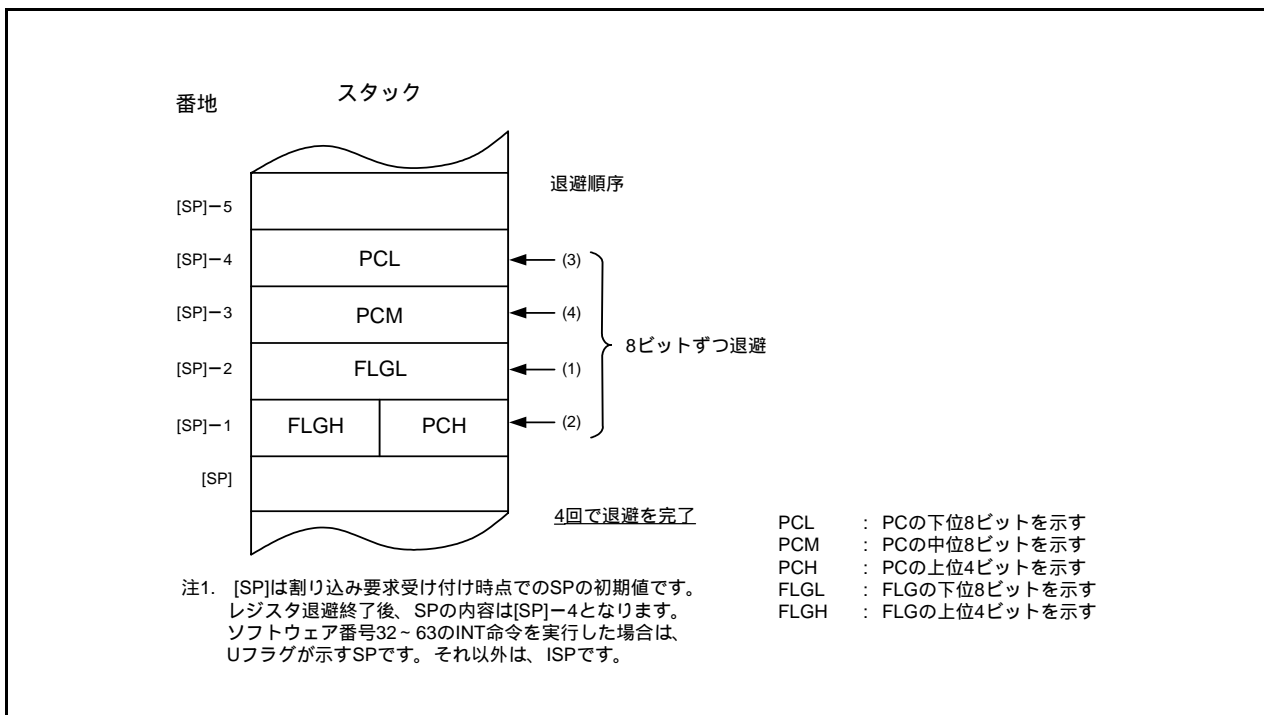 番地
スタック
退避順序
[SP]－5
[SP]－4 PCL (3)
[SP]－3 PCM (4)
8ビットずつ退避
[SP]－2 FLGL (1)
[SP]－1 FLGH PCH (2)
[SP]
4回で退避を完了
PCL : PCの下位8ビットを示す
PCM : PCの中位8ビットを示す
PCH : PCの上位4ビットを示す
FLGL : FLGの下位8ビットを示す
FLGH : FLGの上位4ビットを示す
注1. [SP]は割り込み要求受け付け時点でのSPの初期値です。
レジスタ退避終了後、SPの内容は[SP]－4となります。
ソフトウェア番号32～63のINT命令を実行した場合は、
Uフラグが示すSPです。それ以外は、ISPです。